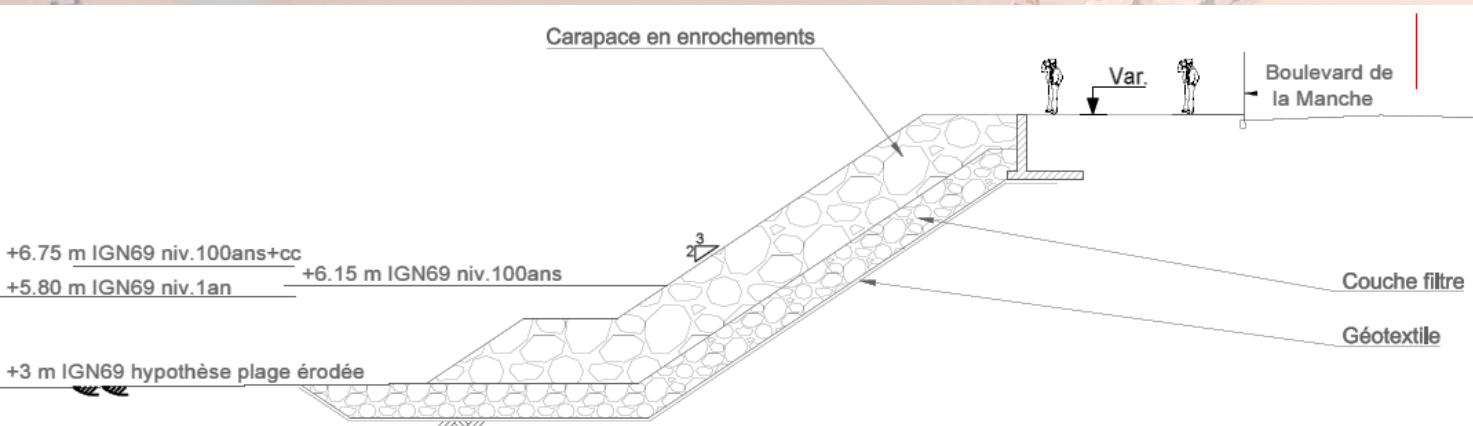 Carapace en enrochements
Var.
Boulevard de
la Manche
3
2
+6.75 m IGN69 niv.100ans+cc
+6.15 m IGN69 niv.100ans
+5.80 m IGN69 niv.1an
Couche filtre
Géotextile
+3 m IGN69 hypothèse plage érodée